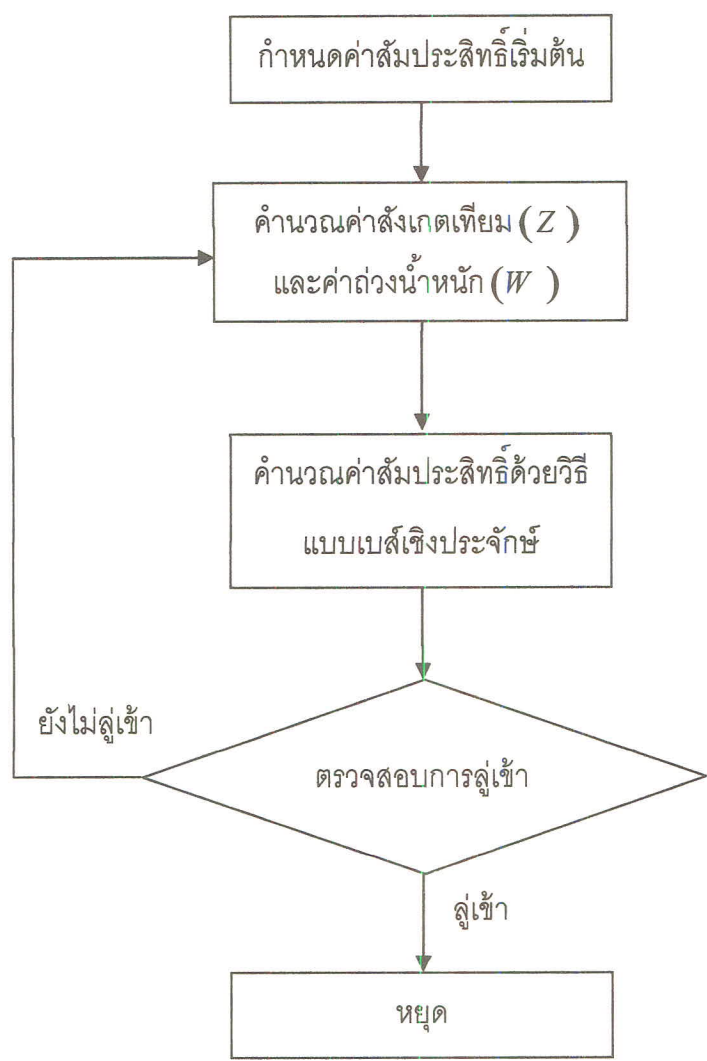 กำหนดค่าสัมประสิทธิ์เริ่มต้น
คำนวณค่าสังเกตเทียม (Z)
และค่าถ่วงน้ำหนัก (W)
คำนวณค่าสัมประสิทธิ์ด้วยวิธี
แบบเบส์เชิงประจักษ์
ยังไม่ลู่เข้า
ตรวจสอบการลู่เข้า
ลู่เข้า
หยุด